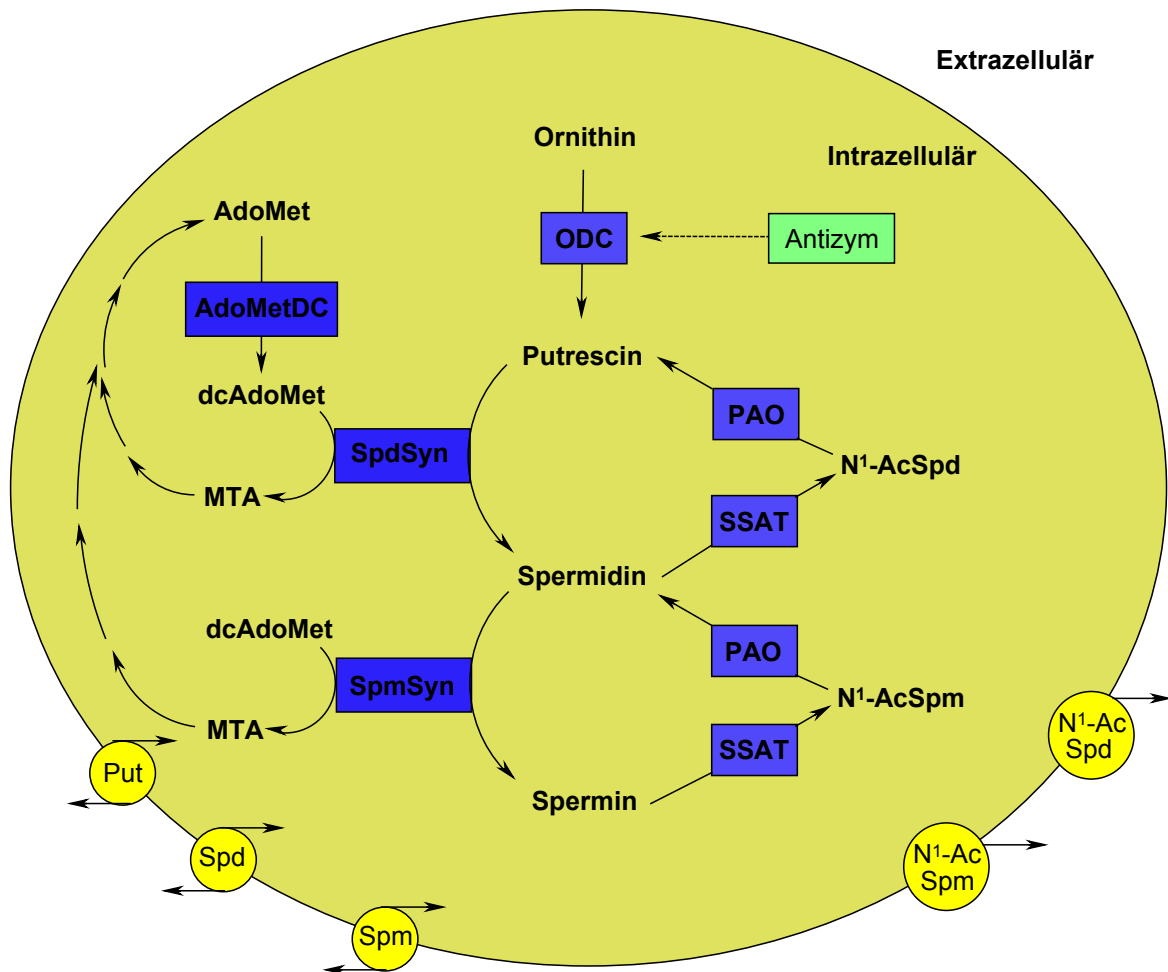 Extrazellulär
Ornithin
Intrazellulär
AdoMet
ODC
Antizym
AdoMetDC
Putrescin
dcAdoMet
PAO
SpdSyn
N¹-AcSpd
MTA
SSAT
Spermidin
dcAdoMet
PAO
SpmSyn
N¹-AcSpm
MTA
SSAT
N¹-Ac
Spd
Put
Spermin
Spd
N¹-Ac
Spm
Spm